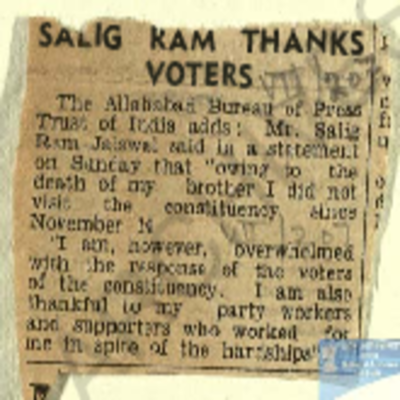 SALIG RAM THANKS
VOTERS
The Allahabad Bureau of Press
Trust of India adds: Mr. Salig
Ram Jaiswal said in a statement
on Sunday that "owing to the
death of my brother I did not
visit the constituency since
November
"I am, however, overwhelmed
with the response of the voters
of the constituency. I am also
thankful to my party workers
and supporters who worked for
me in spite of the hardships"